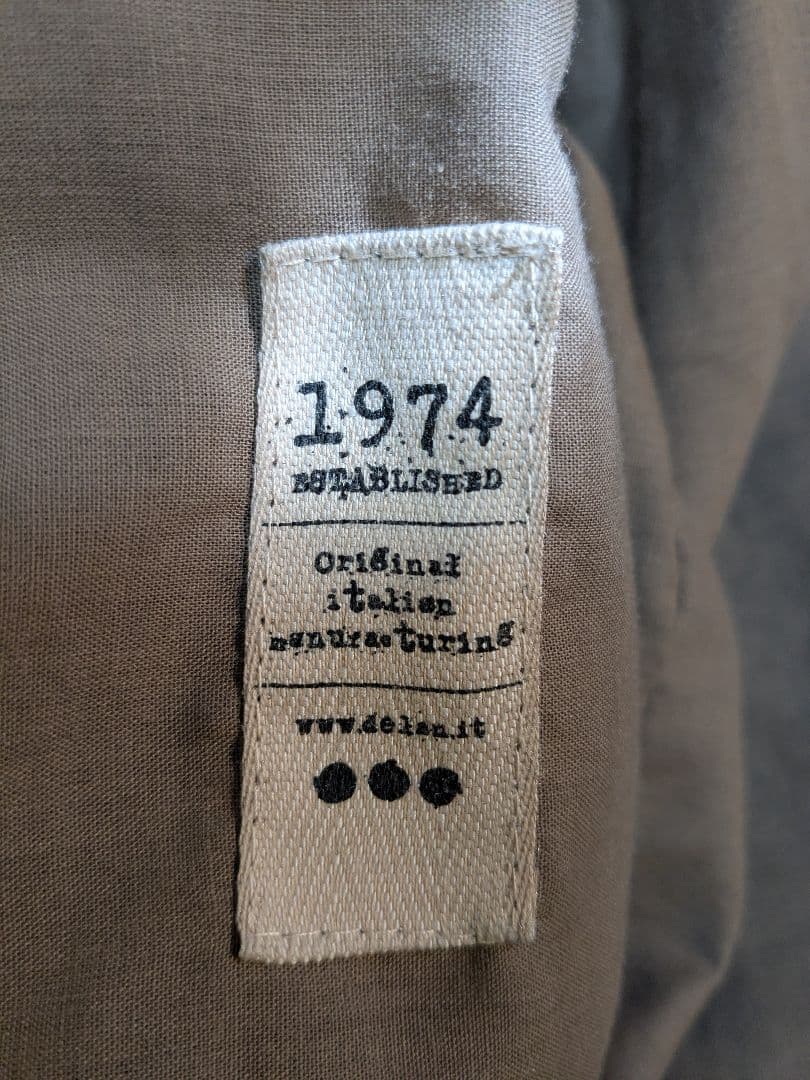 1974
ESTABLISHED
Original
italian
manufacturing
www.delan.it